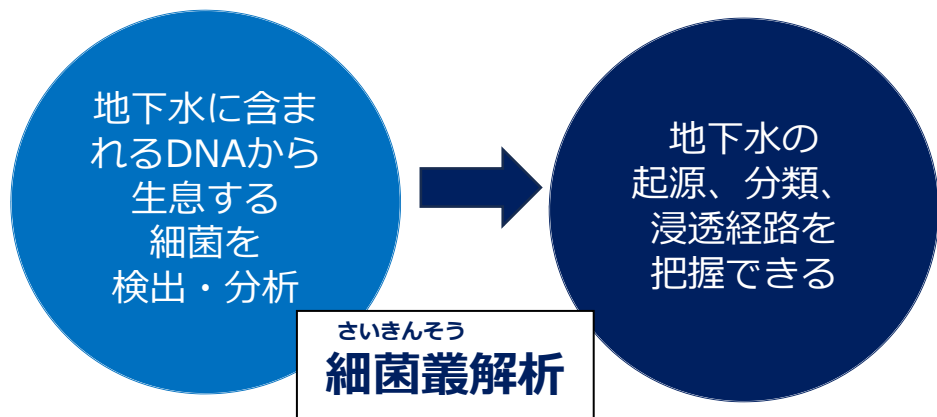 地下水に含ま
れるDNAから
生息する
細菌を
検出・分析
地下水の
起源、分類、
浸透経路を
把握できる
さいきんそう
細菌叢解析